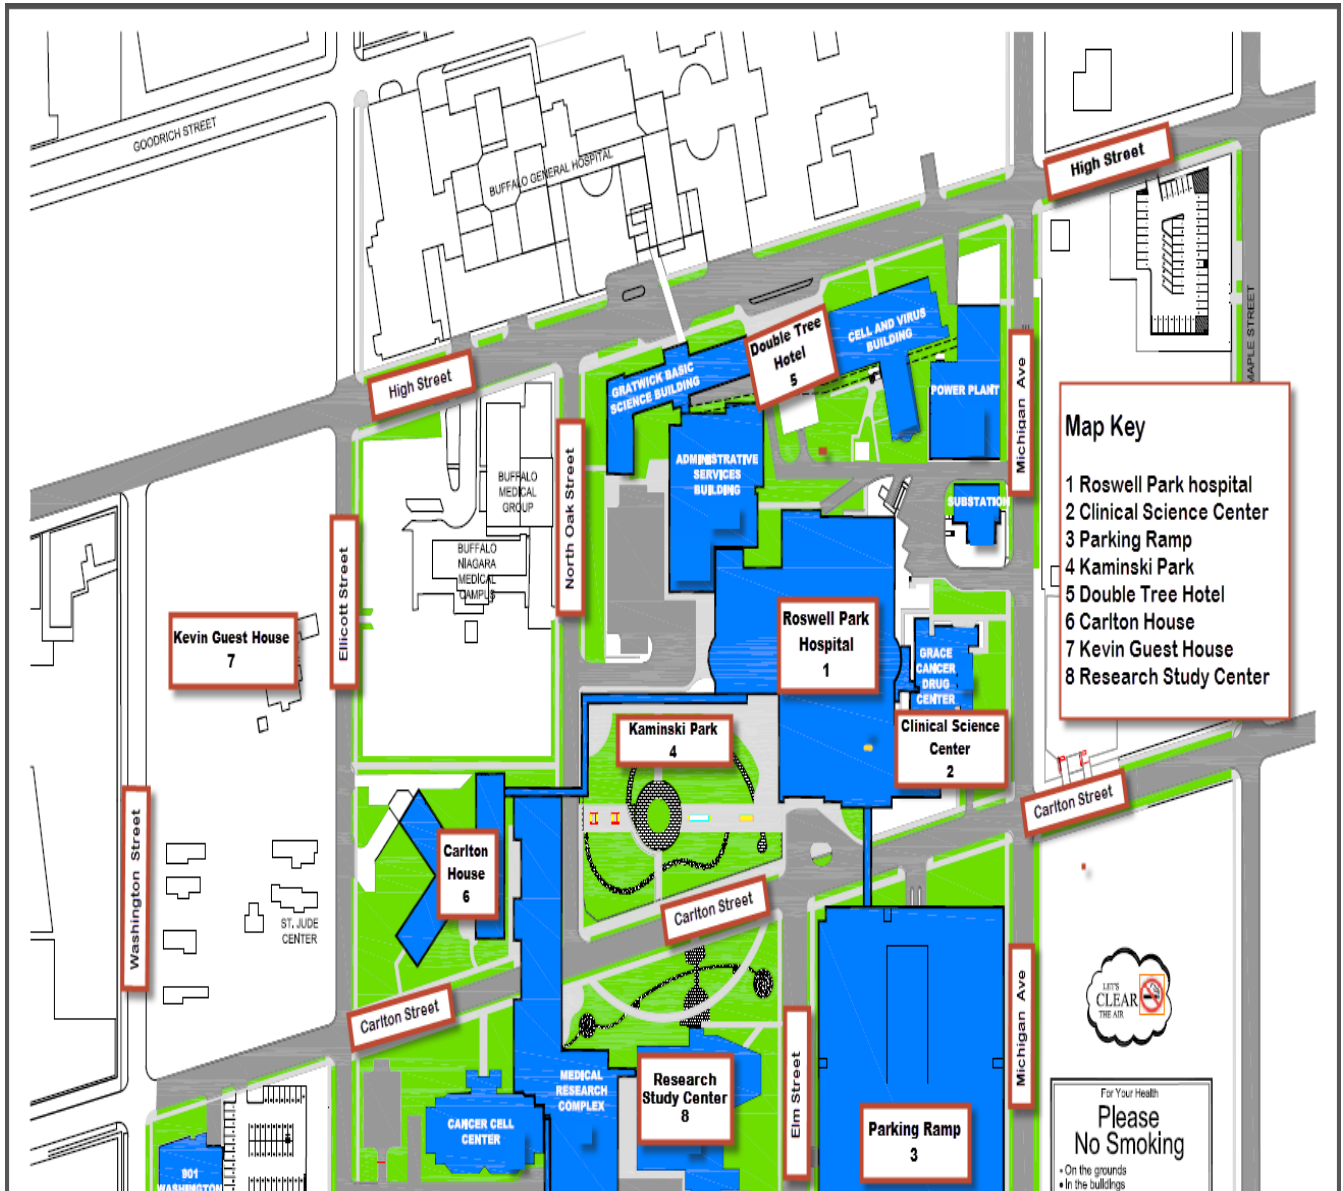 GOODRICH STREET
BUFFALO GENERAL HOSPITAL
High Street
High Street
MAPLE STREET
Double Tree
Hotel
5
CELL AND VIRUS
BUILDING
GRATWICK BASIC
SCIENCE BUILDING
POWER PLANT
Michigan Ave
Map Key
1 Roswell Park hospital
2 Clinical Science Center
3 Parking Ramp
4 Kaminski Park
5 Double Tree Hotel
6 Carlton House
7 Kevin Guest House
8 Research Study Center
ADMINISTRATIVE
SERVICES
BUILDING
BUFFALO
MEDICAL
GROUP
North Oak Street
SUBSTATION
BUFFALO
NIAGARA
MEDICAL
CAMPUS
Ellicott Street
Kevin Guest House
7
Roswell Park
Hospital
1
GRACE
CANCER
DRUG
CENTER
Clinical Science
Center
2
Kaminski Park
4
Carlton Street
Washington Street
Carlton
House
6
Carlton Street
ST. JUDE
CENTER
Carlton Street
LET'S
CLEAR
THE AIR
Michigan Ave
Elm Street
MEDICAL
RESEARCH
COMPLEX
Research
Study Center
8
CANCER CELL
CENTER
Parking Ramp
3
901
WASHINGTON
For Your Health
Please
No Smoking
• On the grounds
• In the buildings